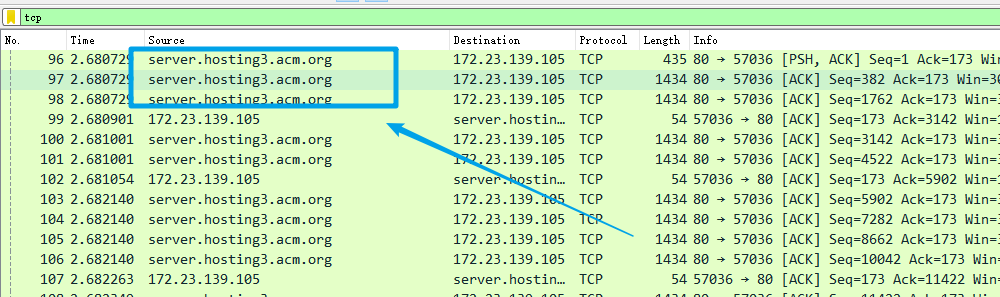 tcp
No. Time Source Destination Protocol Length Info
96 2.680729 server.hosting3.acm.org 172.23.139.105 TCP 435 80 → 57036 [PSH, ACK] Seq=1 Ack=173 W
97 2.680729 server.hosting3.acm.org 172.23.139.105 TCP 1434 80 → 57036 [ACK] Seq=382 Ack=173 Win=30
98 2.680729 server.hosting3.acm.org 172.23.139.105 TCP 1434 80 → 57036 [ACK] Seq=1762 Ack=173 Win=
99 2.680901 172.23.139.105 server.hostin… TCP 54 57036 → 80 [ACK] Seq=173 Ack=3142 Win=1
100 2.681001 server.hosting3.acm.org 172.23.139.105 TCP 1434 80 → 57036 [ACK] Seq=3142 Ack=173 Win=
101 2.681001 server.hosting3.acm.org 172.23.139.105 TCP 1434 80 → 57036 [ACK] Seq=4522 Ack=173 Win=
102 2.681054 172.23.139.105 server.hostin… TCP 54 57036 → 80 [ACK] Seq=173 Ack=5902 Win=1
103 2.682140 server.hosting3.acm.org 172.23.139.105 TCP 1434 80 → 57036 [ACK] Seq=5902 Ack=173 Win=
104 2.682140 server.hosting3.acm.org 172.23.139.105 TCP 1434 80 → 57036 [ACK] Seq=7282 Ack=173 Win=
105 2.682140 server.hosting3.acm.org 172.23.139.105 TCP 1434 80 → 57036 [ACK] Seq=8662 Ack=173 Win=
106 2.682140 server.hosting3.acm.org 172.23.139.105 TCP 1434 80 → 57036 [ACK] Seq=10042 Ack=173 Win
107 2.682263 172.23.139.105 server.hostin… TCP 54 57036 → 80 [ACK] Seq=173 Ack=11422 Win=